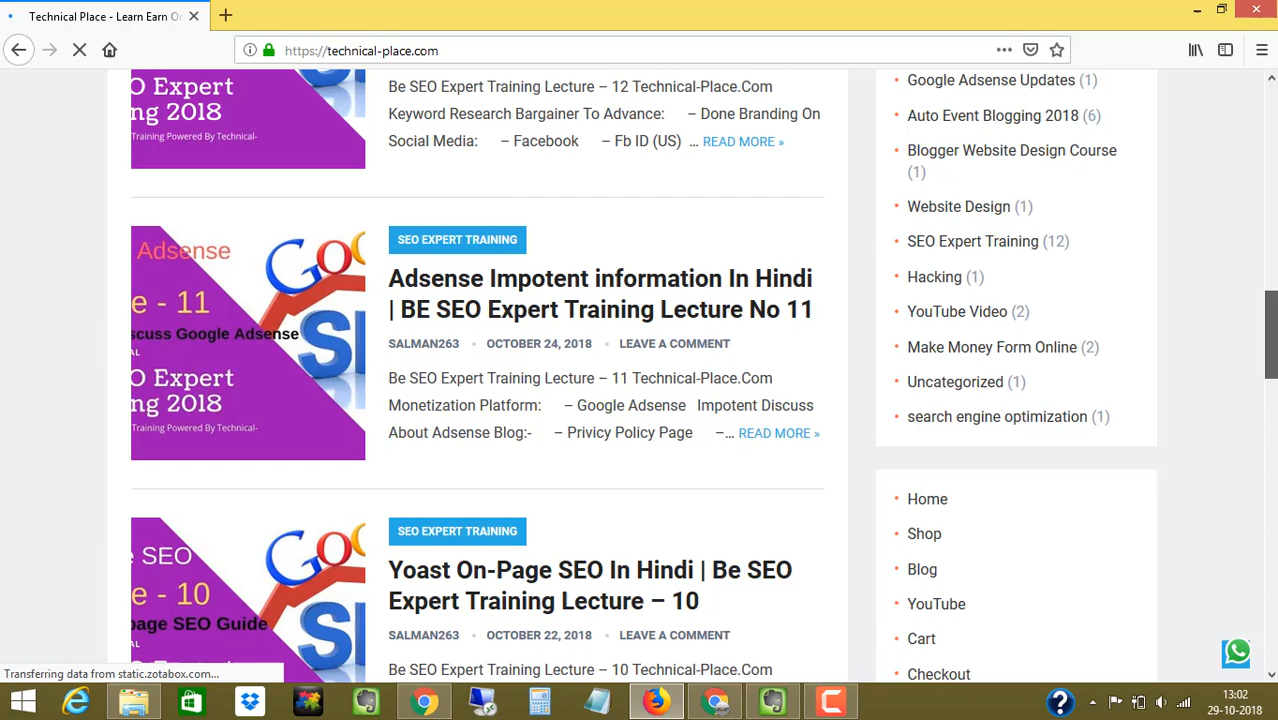 Technical Place - Learn Earn O
https://technical-place.com
O Expert
ng 2018
Training Powered By Technical-
Be SEO Expert Training Lecture – 12 Technical-Place.Com
Keyword Research Bargainer To Advance: – Done Branding On
Social Media: – Facebook – Fb ID (US) ... READ MORE »
Adsense
e - 11
scuss Google Adsense
AL
O Expert
ng 2018
Training Powered By Technical-
SEO EXPERT TRAINING
Adsense Impotent information In Hindi
| BE SEO Expert Training Lecture No 11
SALMAN263 • OCTOBER 24, 2018 • LEAVE A COMMENT
Be SEO Expert Training Lecture – 11 Technical-Place.Com
Monetization Platform: – Google Adsense Impotent Discuss
About Adsense Blog:- – Privicy Policy Page –... READ MORE »
e SEO
e - 10
page SEO Guide
AL
SEO EXPERT TRAINING
Yoast On-Page SEO In Hindi | Be SEO
Expert Training Lecture – 10
SALMAN263 • OCTOBER 22, 2018 • LEAVE A COMMENT
Be SEO Expert Training Lecture – 10 Technical-Place.Com
Google Adsense Updates (1)
Auto Event Blogging 2018 (6)
Blogger Website Design Course
(1)
Website Design (1)
SEO Expert Training (12)
Hacking (1)
YouTube Video (2)
Make Money Form Online (2)
Uncategorized (1)
search engine optimization (1)
Home
Shop
Blog
YouTube
Cart
Checkout
Transferring data from static.zotabox.com...
13:02
29-10-2018